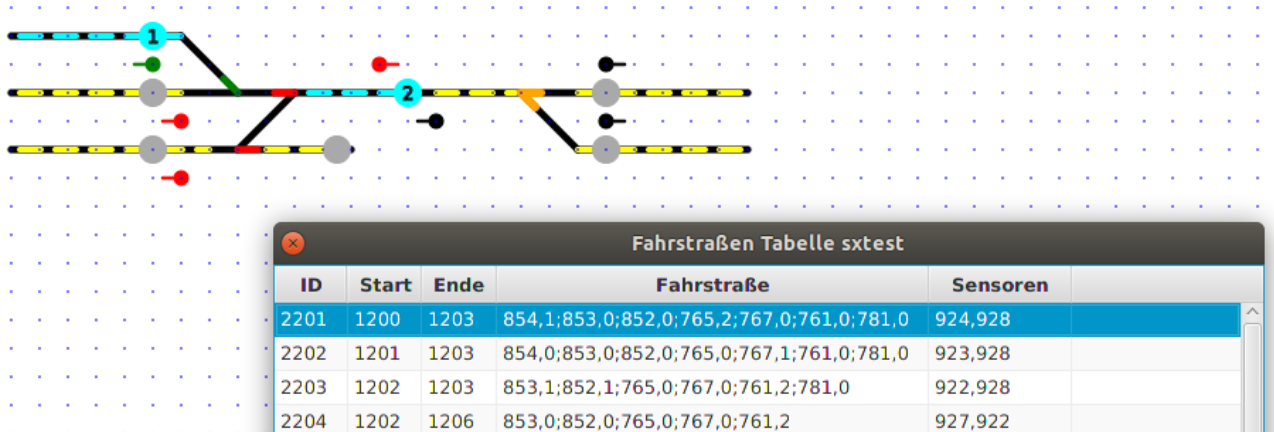 1
2
Fahrstraßen Tabelle sxtest
ID Start Ende Fahrstraße Sensoren
2201 1200 1203 854,1;853,0;852,0;765,2;767,0;761,0;781,0 924,928
2202 1201 1203 854,0;853,0;852,0;765,0;767,1;761,0;781,0 923,928
2203 1202 1203 853,1;852,1;765,0;767,0;761,2;781,0 922,928
2204 1202 1206 853,0;852,0;765,0;767,0;761,2 927,922